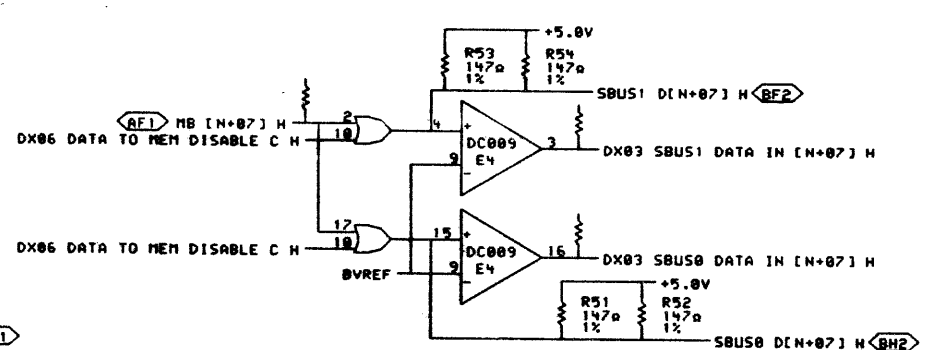 +5.0V
R53 R54
147Ω 147Ω
1% 1%
SBUS1 D[N+07] H BF2
AF1 MB [N+07] H 2
4 +
DX06 DATA TO MEM DISABLE C H 18
DC009 3 DX03 SBUS1 DATA IN [N+07] H
9 E4
-
17
15 +
DX06 DATA TO MEM DISABLE C H 18
DC009 16 DX03 SBUS0 DATA IN [N+07] H
BVREF 9 E4
-
+5.0V
R51 R52
147Ω 147Ω
1% 1%
1
SBUS0 D[N+07] H BH2